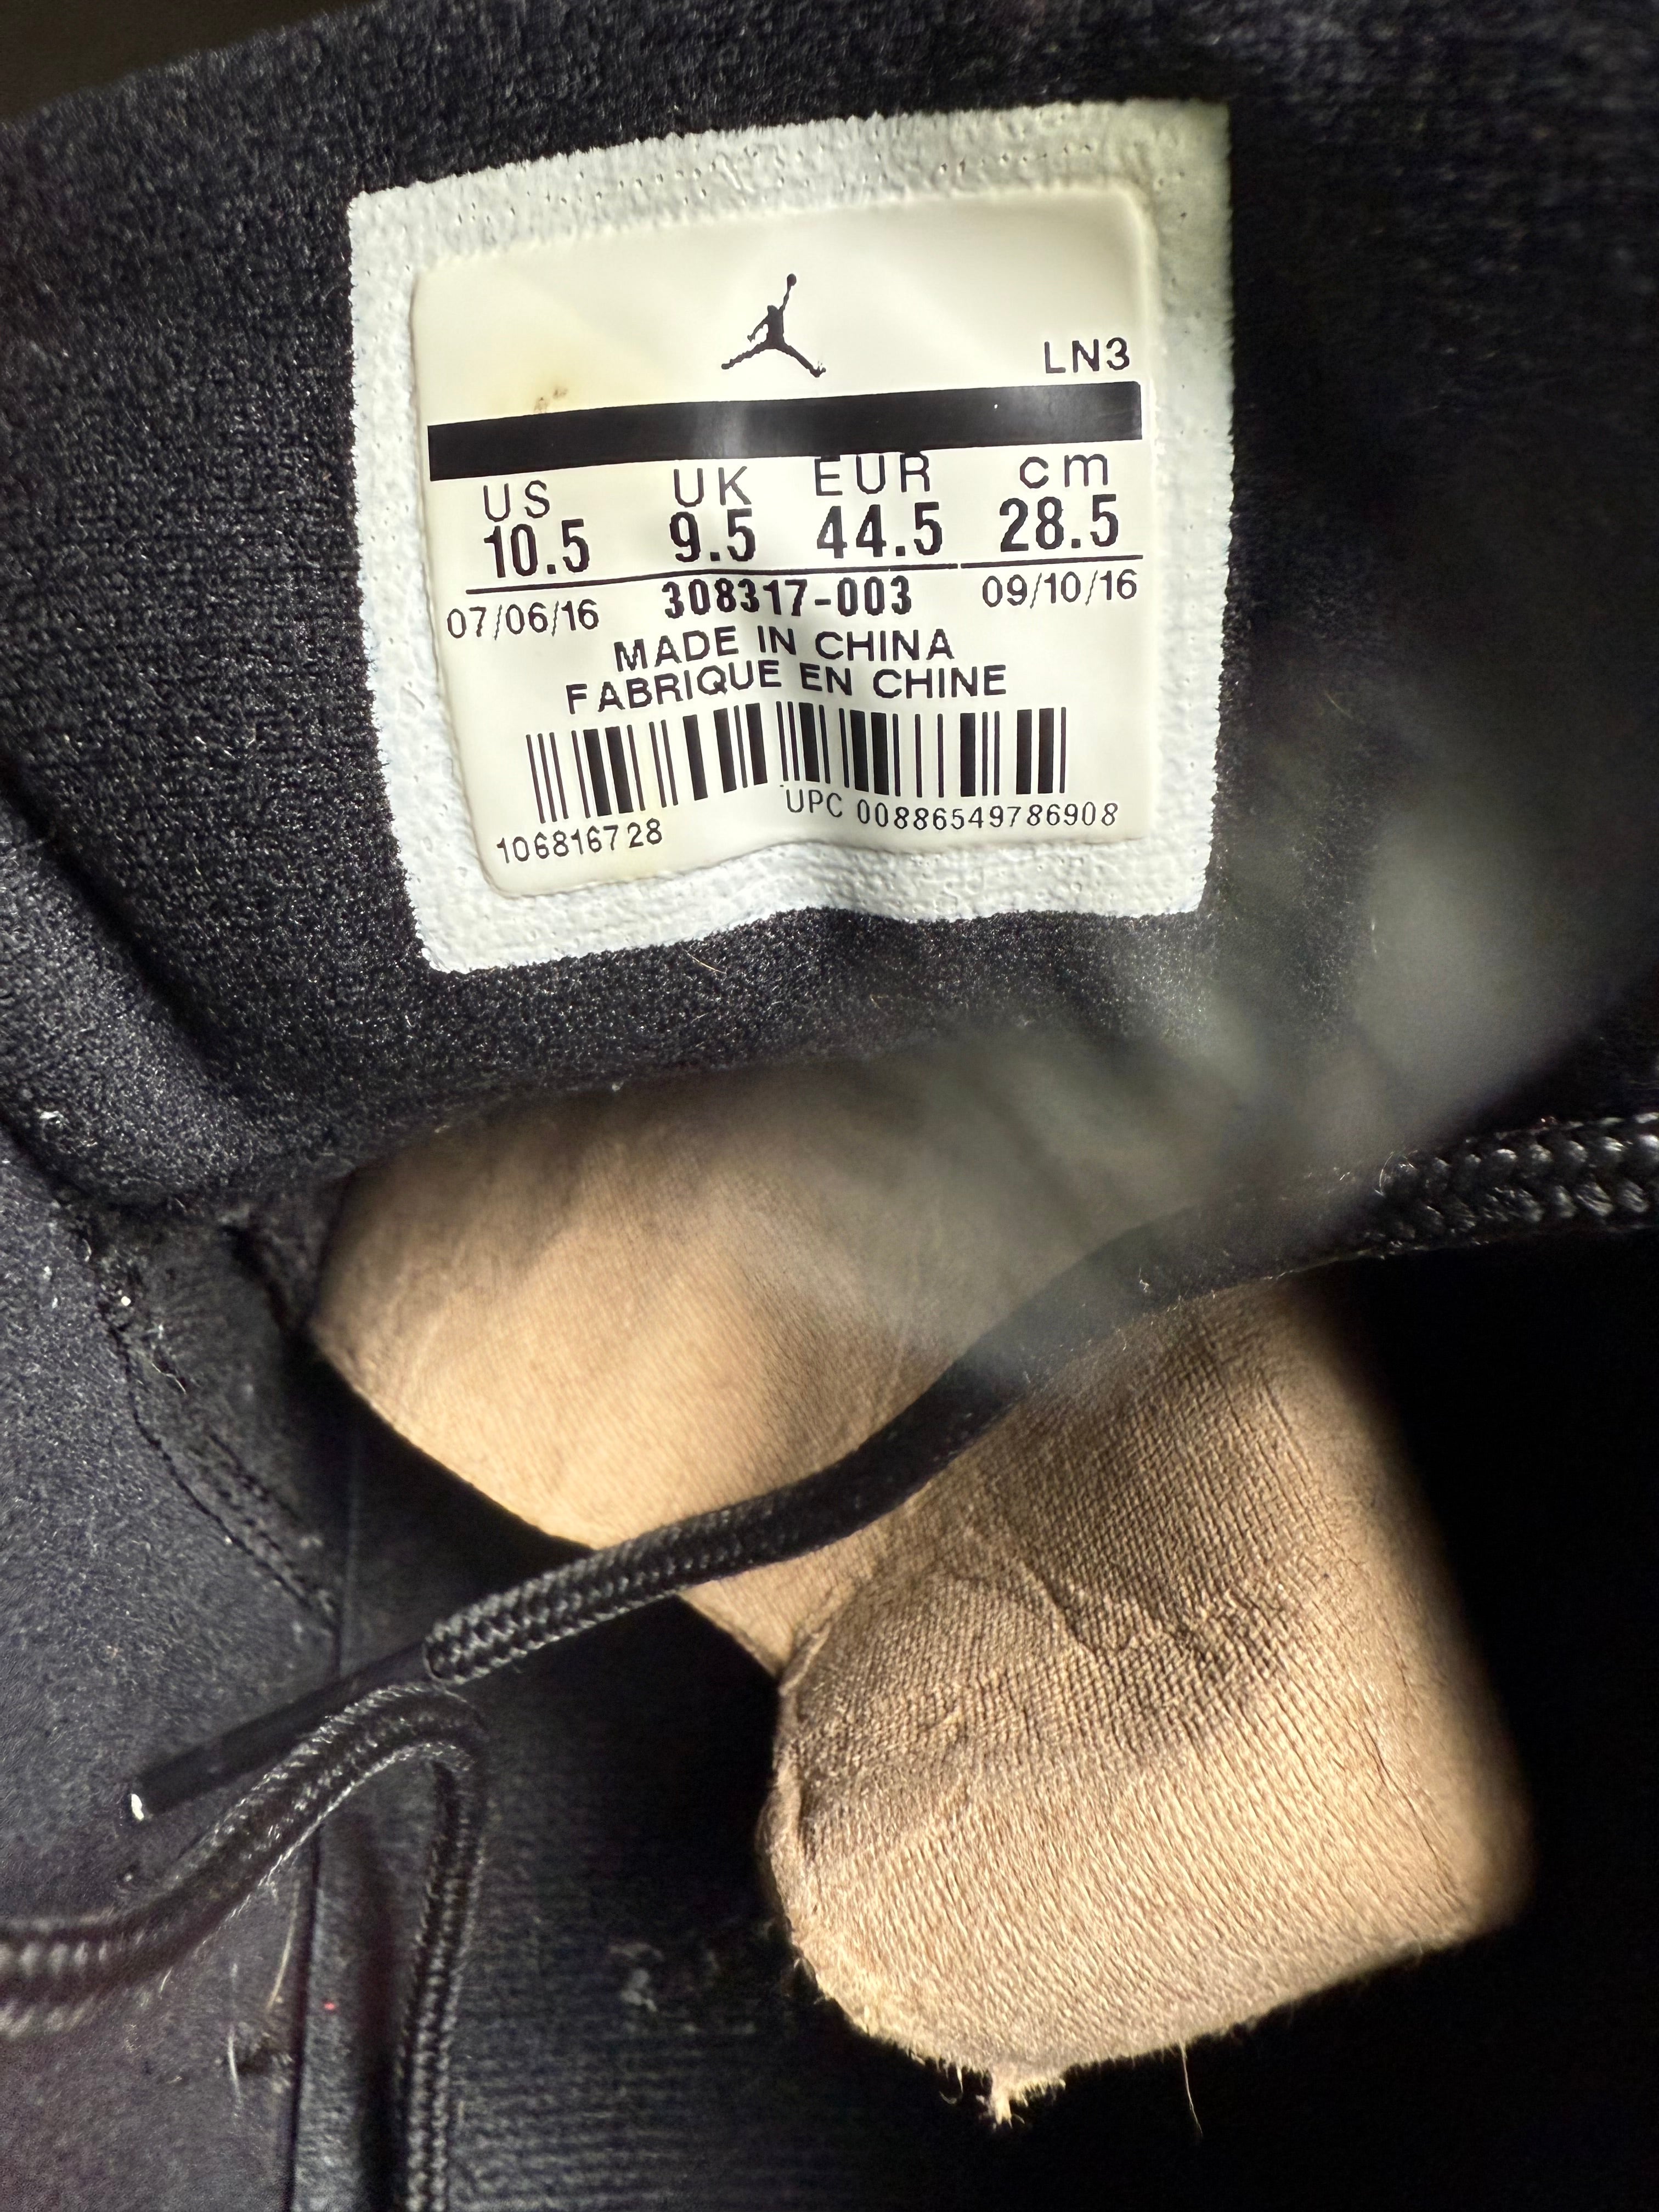 LN3
US UK EUR cm
10.5 9.5 44.5 28.5
07/06/16 308317-003 09/10/16
MADE IN CHINA
FABRIQUE EN CHINE
106816728 UPC 00886549786908